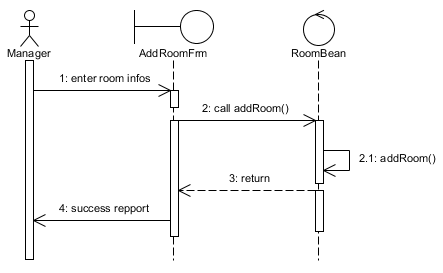 Manager
AddRoomFrm
RoomBean
1: enter room infos
2: call addRoom()
2.1: addRoom()
3: return
4: success repport